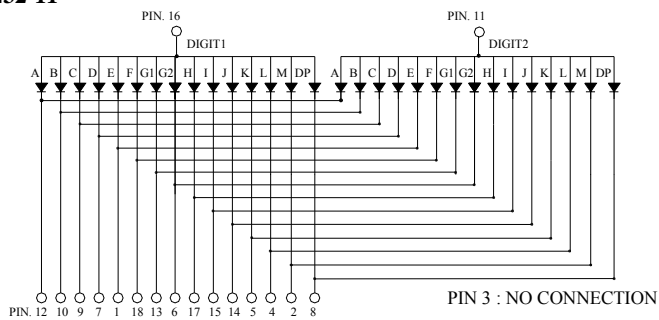 PIN. 16 PIN. 11
DIGIT1 DIGIT2
A B C D E F G1 G2 H I J K L M DP A B C D E F G1 G2 H I J K L M DP
PIN. 12 10 9 7 1 18 13 6 17 15 14 5 4 2 8
PIN 3 : NO CONNECTION